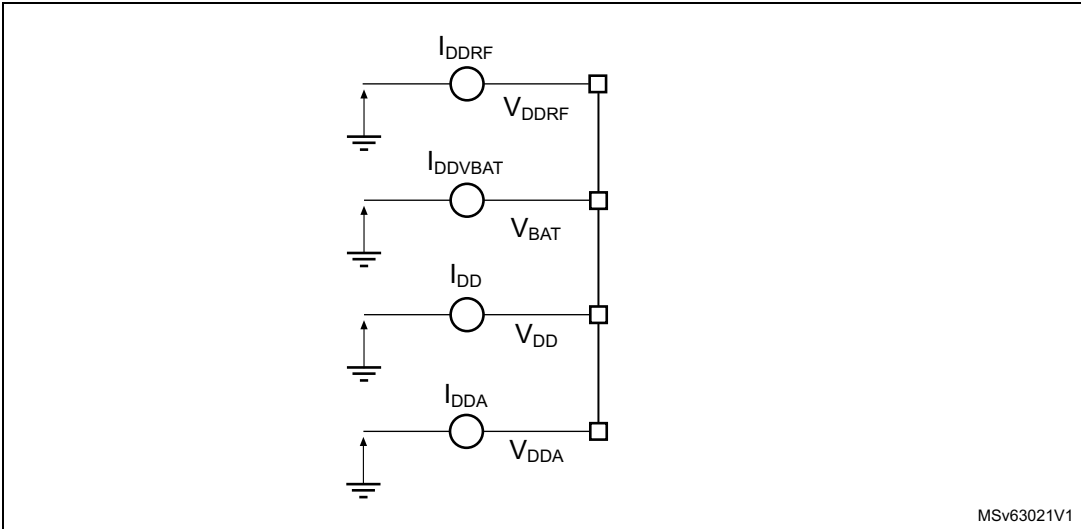 IDDRF
VDDRF
IDDVBAT
VBAT
IDD
VDD
IDDA
VDDA
MSv63021V1